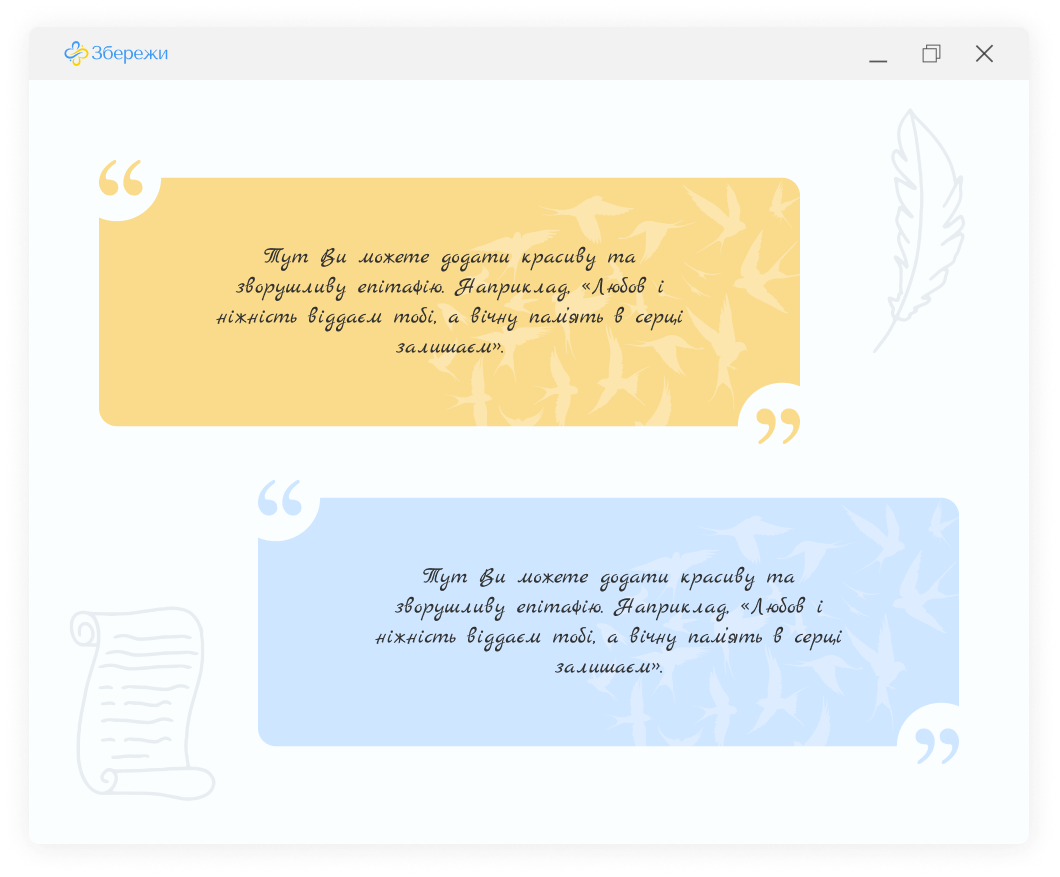 Збережи
Тут Ви можете додати красиву та
зворушливу епітафію. Наприклад, «Любов і
ніжність віддаєм тобі, а вічну пам'ять в серці
залишаєм».
Тут Ви можете додати красиву та
зворушливу епітафію. Наприклад, «Любов і
ніжність віддаєм тобі, а вічну пам'ять в серці
залишаєм».